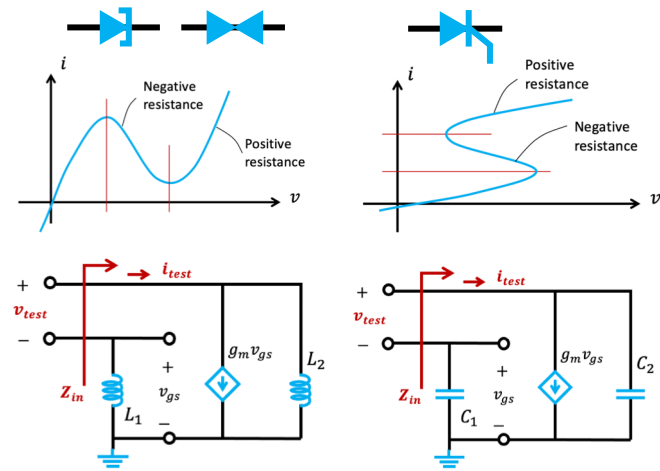 i
Negative
resistance
Positive
resistance
v
i
Positive
resistance
Negative
resistance
v
+
v_test
−
i_test
Z_in
L_1
+
v_gs
−
g_m v_gs
L_2
+
v_test
−
i_test
Z_in
C_1
+
v_gs
−
g_m v_gs
C_2